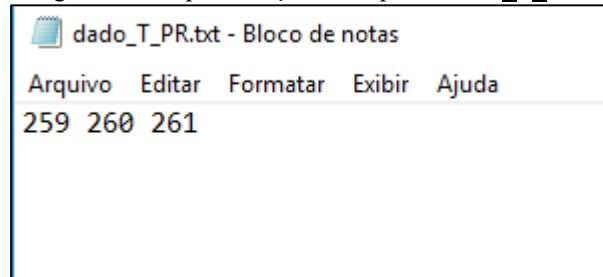 dado_T_PR.txt - Bloco de notas
Arquivo Editar Formatar Exibir Ajuda
259 260 261